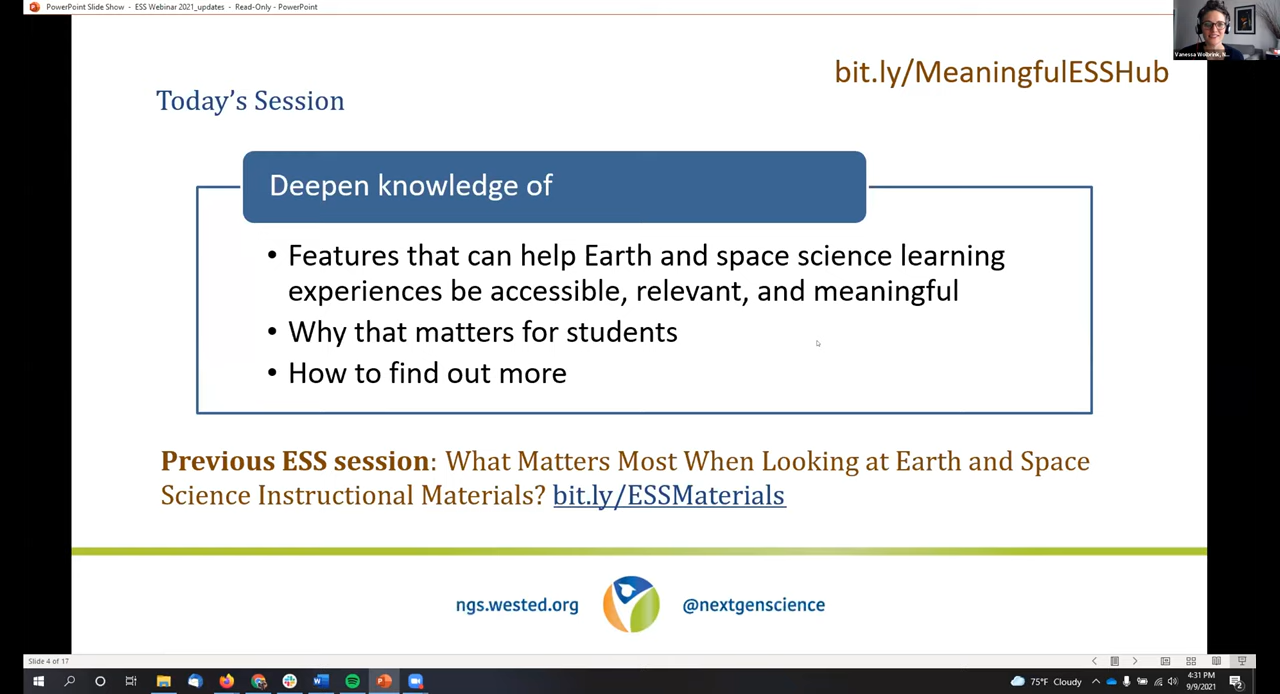 PowerPoint Slide Show - ESS Webinar 2021_updates - Read-Only - PowerPoint
Vanessa Wolbrink, N...
bit.ly/MeaningfulESSHub
Today's Session
Deepen knowledge of
• Features that can help Earth and space science learning
experiences be accessible, relevant, and meaningful
• Why that matters for students
• How to find out more
Previous ESS session: What Matters Most When Looking at Earth and Space
Science Instructional Materials? bit.ly/ESSMaterials
ngs.wested.org
@nextgenscience
Slide 4 of 17
75°F Cloudy
4:31 PM
9/9/2021
2